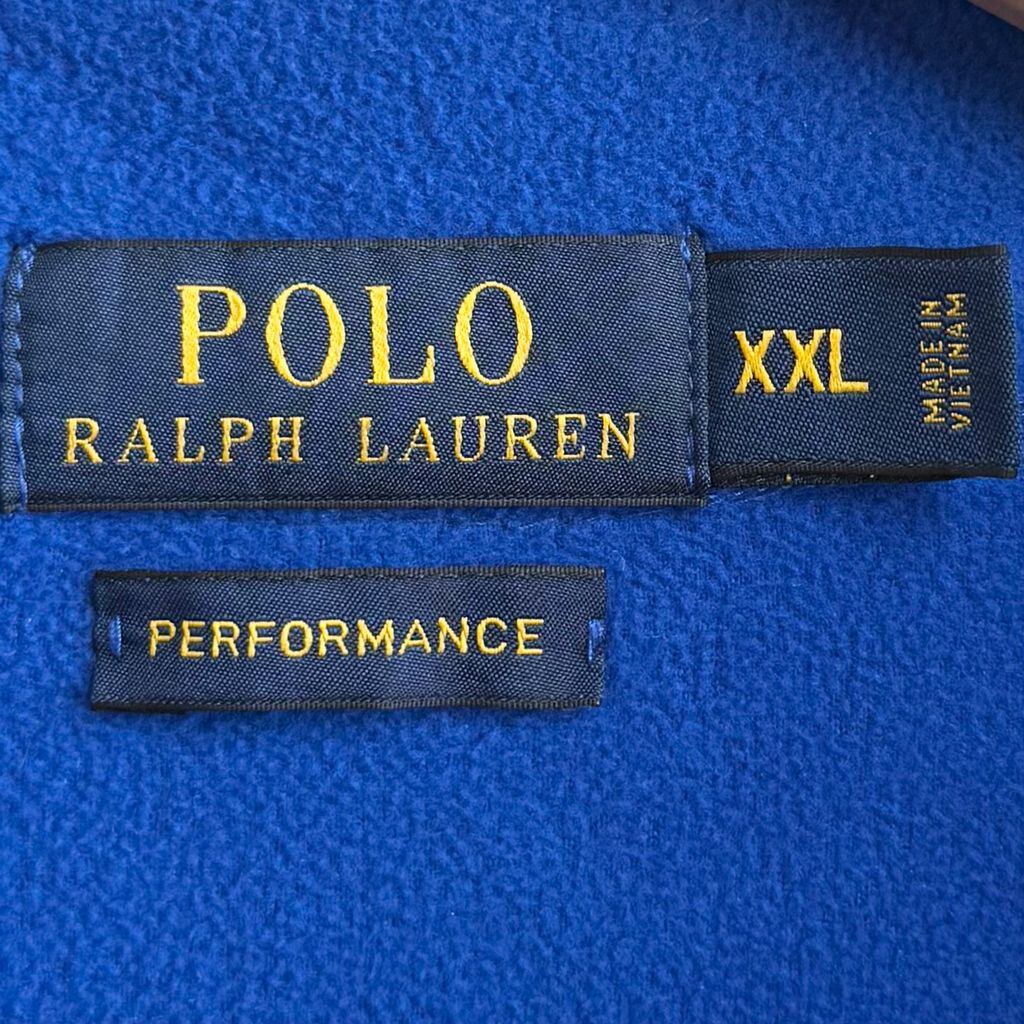 POLO
RALPH LAUREN
XXL
MADE IN
VIETNAM
PERFORMANCE